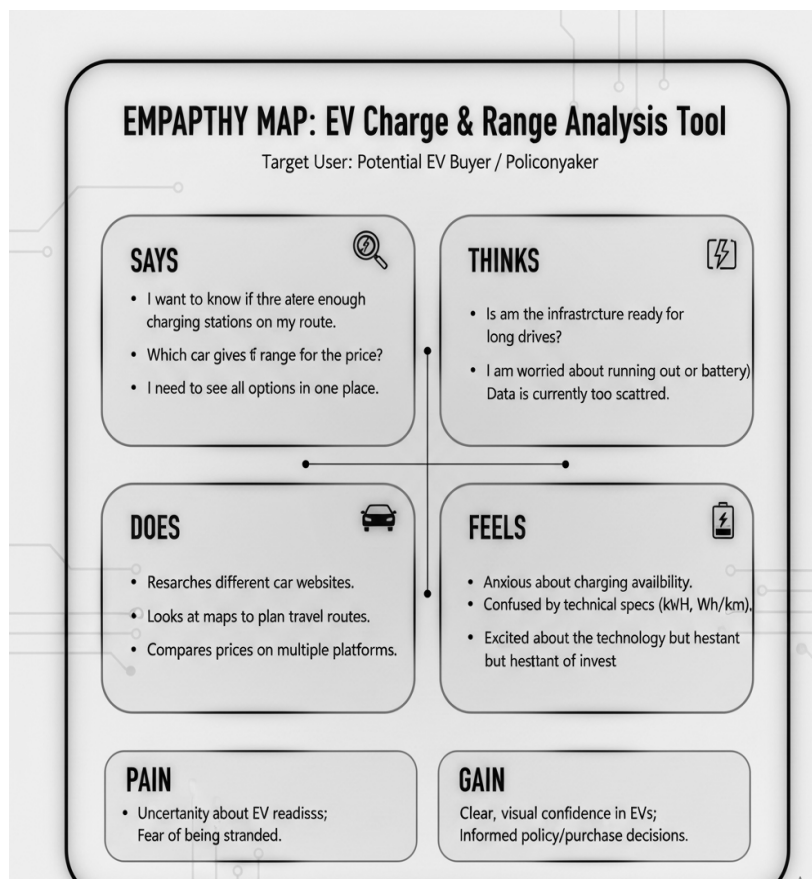 EMPAPTHY MAP: EV Charge & Range Analysis Tool
Target User: Potential EV Buyer / Policonyaker
SAYS
• I want to know if thre atere enough
charging stations on my route.
• Which car gives range for the price?
• I need to see all options in one place.
THINKS
• Is am the infrastrcture ready for
long drives?
• I am worried about running out or battery)
Data is currently too scattred.
DOES
• Resarches different car websites.
• Looks at maps to plan travel routes.
• Compares prices on multiple platforms.
FEELS
• Anxious about charging availbility.
• Confused by technical specs (kWH, Wh/km).
• Excited about the technology but hestant
but hesttant of invest
PAIN
• Uncertanity about EV readisss;
Fear of being stranded.
GAIN
Clear, visual confidence in EVs;
Informed policy/purchase decisions.